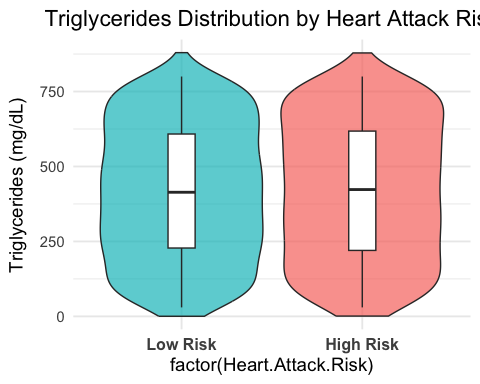 Triglycerides Distribution by Heart Attack Ris
Triglycerides (mg/dL)
750
500
250
0
Low Risk High Risk
factor(Heart.Attack.Risk)